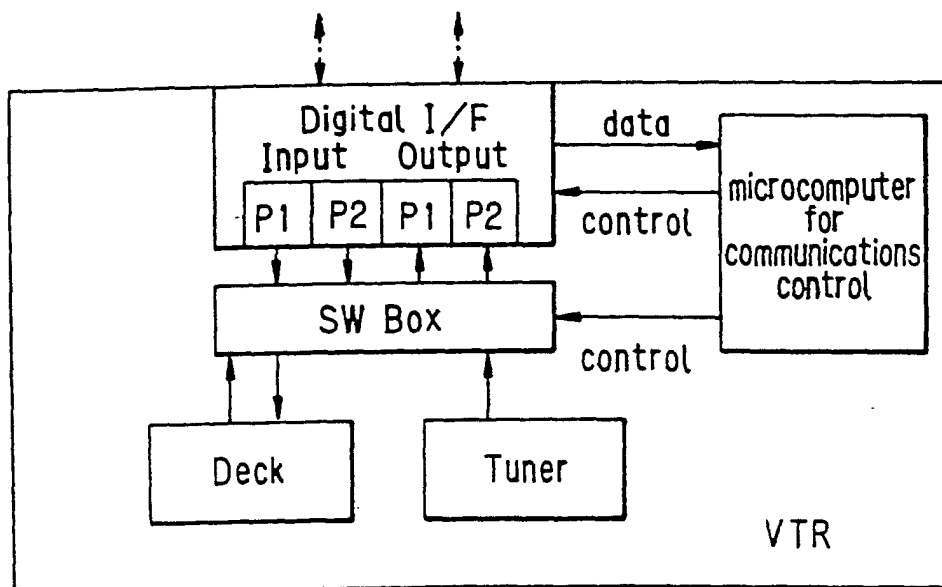 Digital I/F
Input Output
P1 P2 P1 P2
data
control
microcomputer
for
communications
control
SW Box
control
Deck
Tuner
VTR